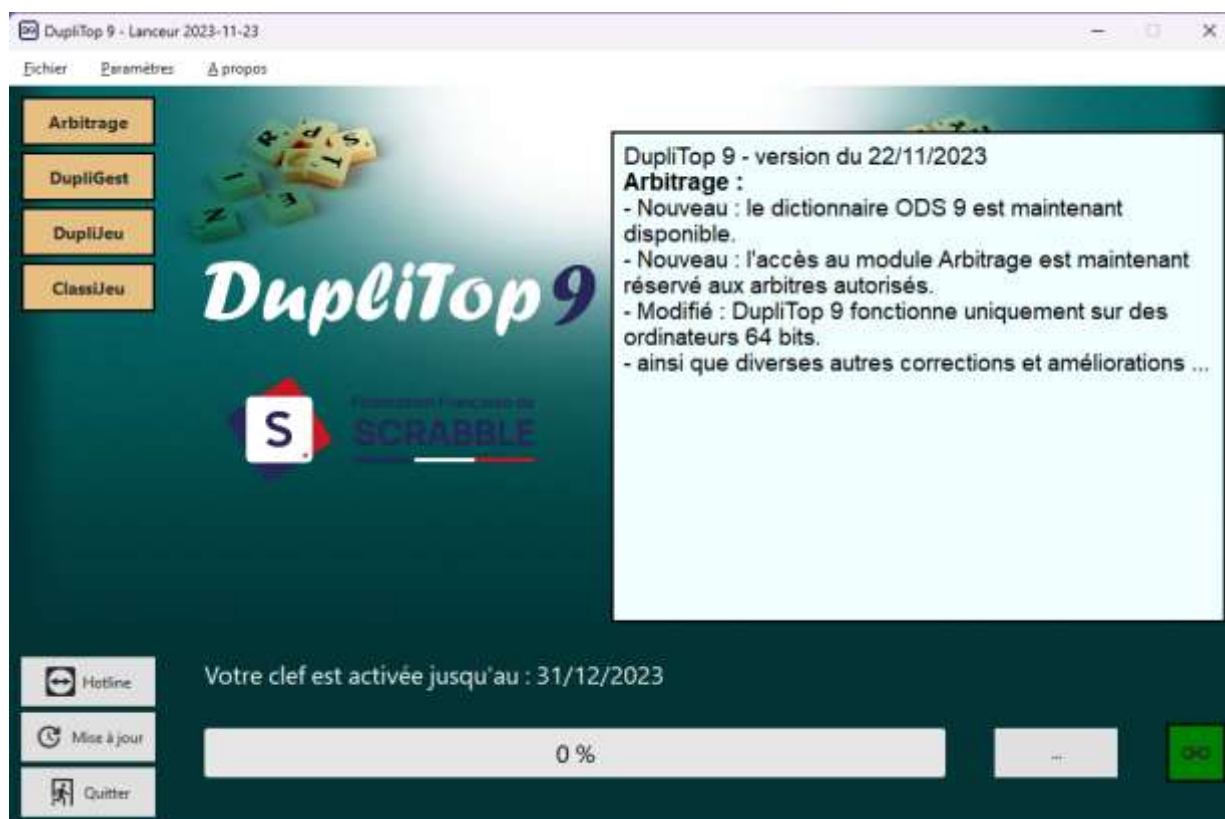 DupliTop 9 - Lanceur 2023-11-23
Fichier Paramètres A propos
Arbitrage
DupliGest
DupliJeu
ClassiJeu
DupliTop 9
S
Fédération Française de
SCRABBLE
DupliTop 9 - version du 22/11/2023
Arbitrage :
- Nouveau : le dictionnaire ODS 9 est maintenant
disponible.
- Nouveau : l'accès au module Arbitrage est maintenant
réservé aux arbitres autorisés.
- Modifié : DupliTop 9 fonctionne uniquement sur des
ordinateurs 64 bits.
- ainsi que diverses autres corrections et améliorations ...
Hotline
Votre clef est activée jusqu'au : 31/12/2023
Mise à jour
0 %
...
Quitter